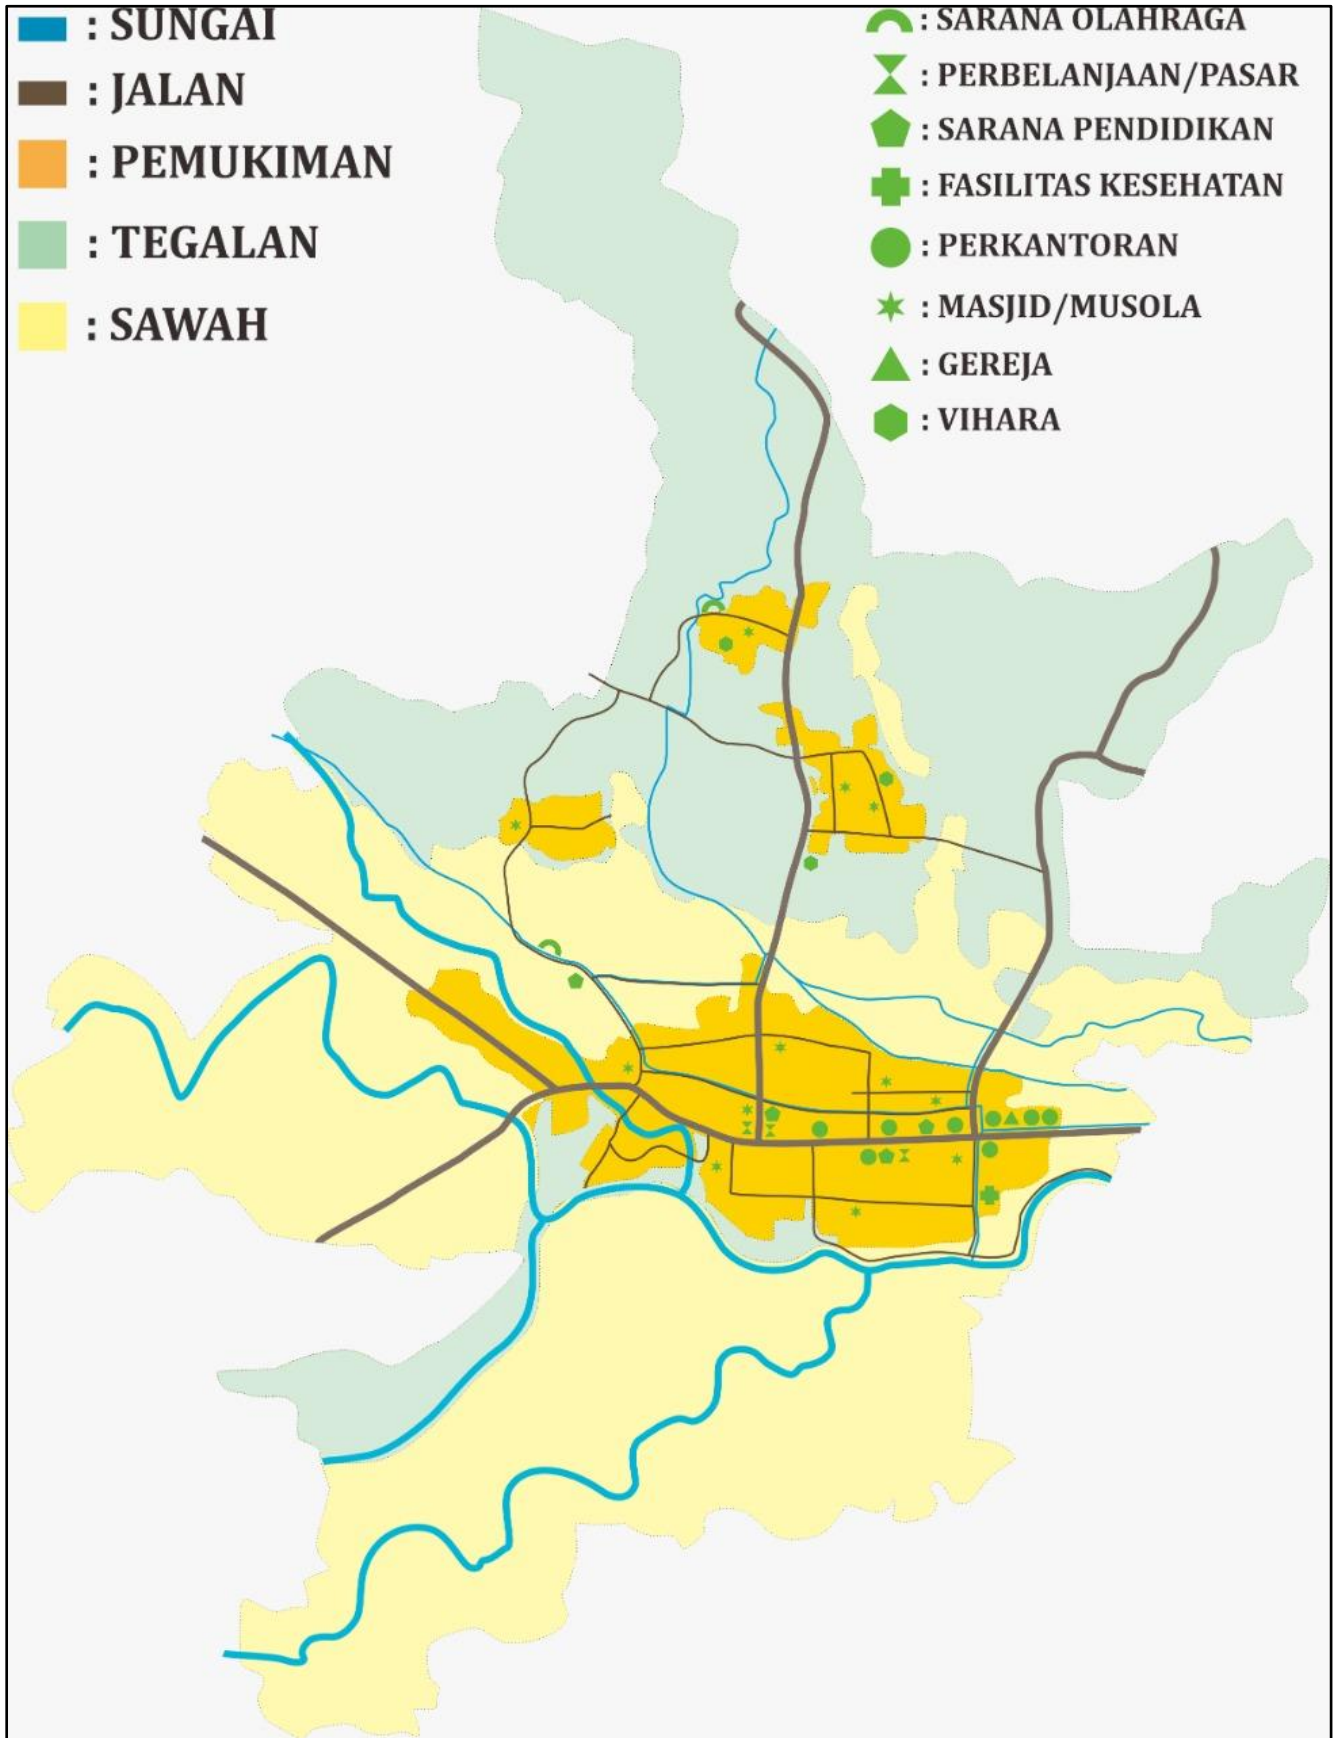 : SUNGAI
: JALAN
: PEMUKIMAN
: TEGALAN
: SAWAH
: SARANA OLAHRAGA
: PERBELANJAAN/PASAR
: SARANA PENDIDIKAN
: FASILITAS KESEHATAN
: PERKANTORAN
: MASJID/MUSOLA
: GEREJA
: VIHARA